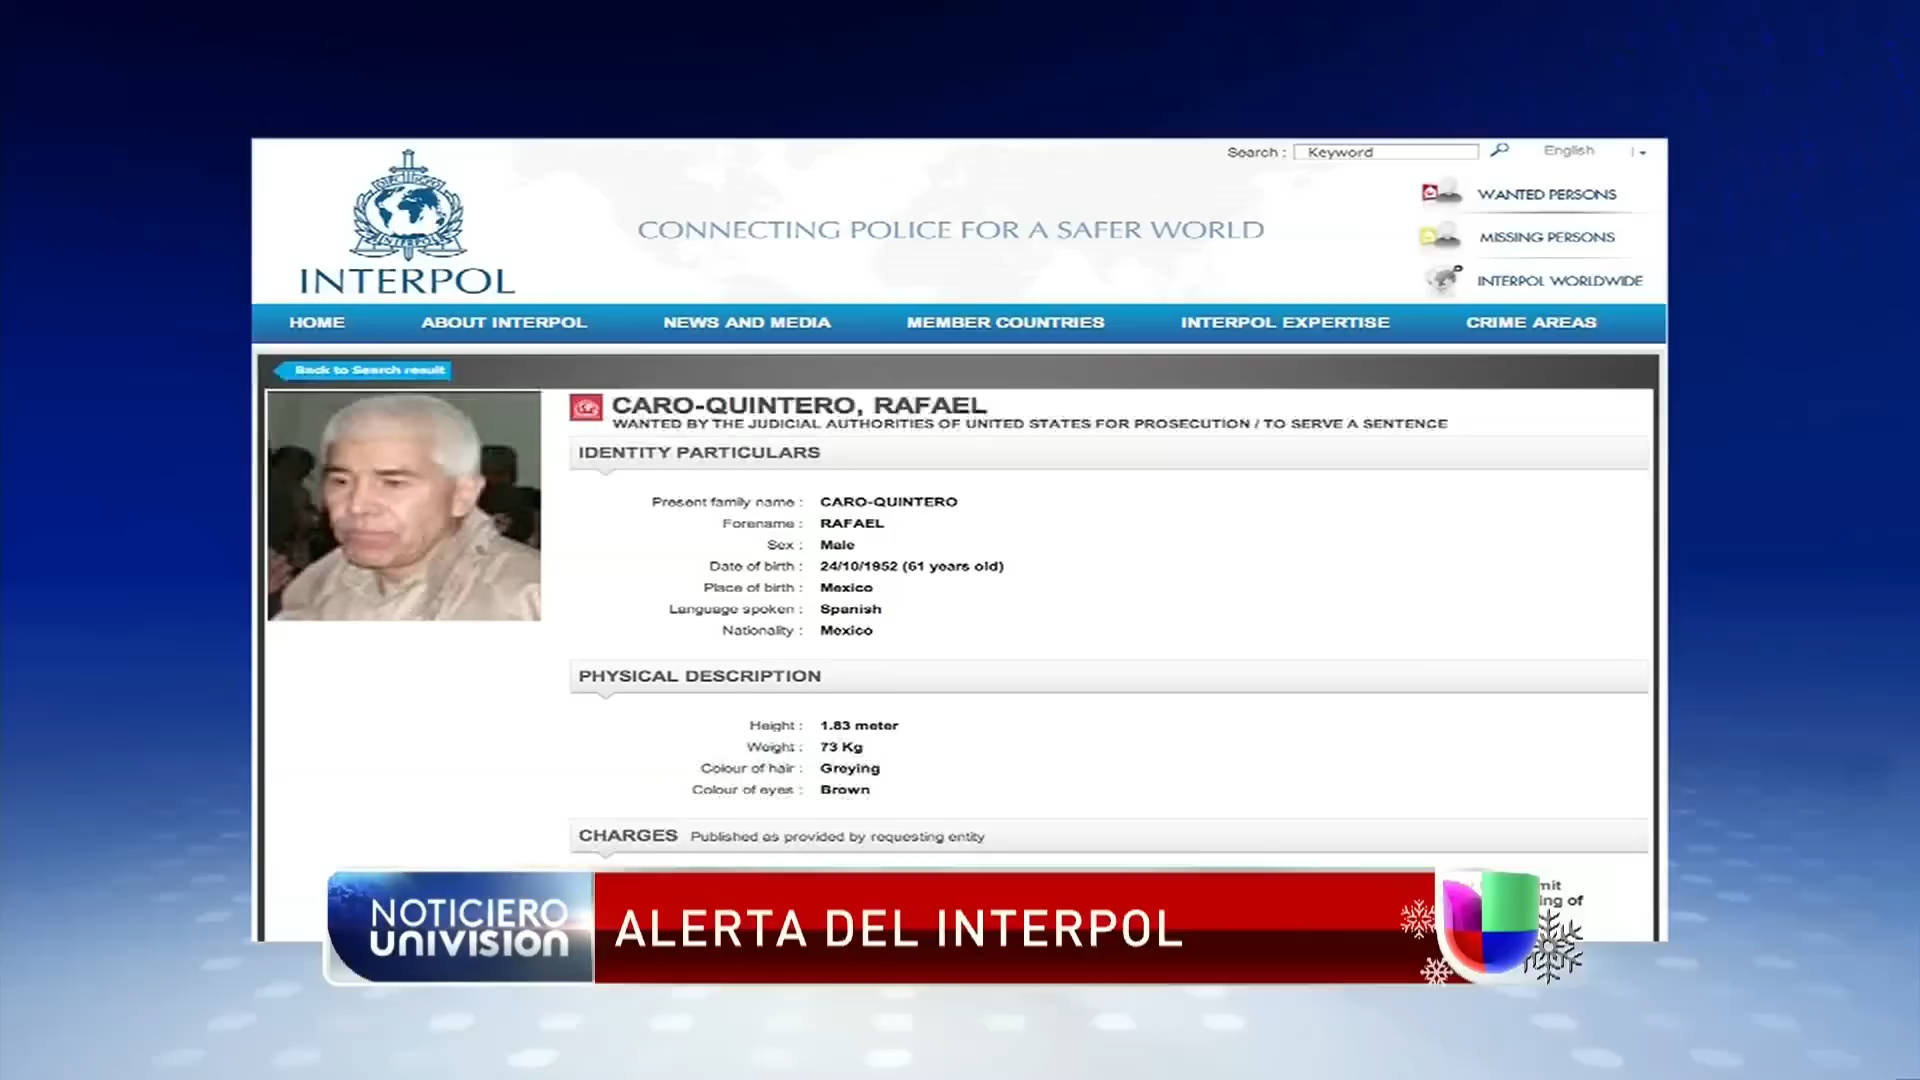 Search : Keyword English
INTERPOL
INTERPOL
CONNECTING POLICE FOR A SAFER WORLD
WANTED PERSONS
MISSING PERSONS
INTERPOL WORLDWIDE
HOME ABOUT INTERPOL NEWS AND MEDIA MEMBER COUNTRIES INTERPOL EXPERTISE CRIME AREAS
Back to Search result
CARO-QUINTERO, RAFAEL
WANTED BY THE JUDICIAL AUTHORITIES OF UNITED STATES FOR PROSECUTION / TO SERVE A SENTENCE
IDENTITY PARTICULARS
Present family name : CARO-QUINTERO
Forename : RAFAEL
Sex : Male
Date of birth : 24/10/1952 (61 years old)
Place of birth : Mexico
Language spoken : Spanish
Nationality : Mexico
PHYSICAL DESCRIPTION
Height : 1.83 meter
Weight : 73 Kg
Colour of hair : Greying
Colour of eyes : Brown
CHARGES Published as provided by requesting entity
of
NOTICIERO
UNIVISION
ALERTA DEL INTERPOL